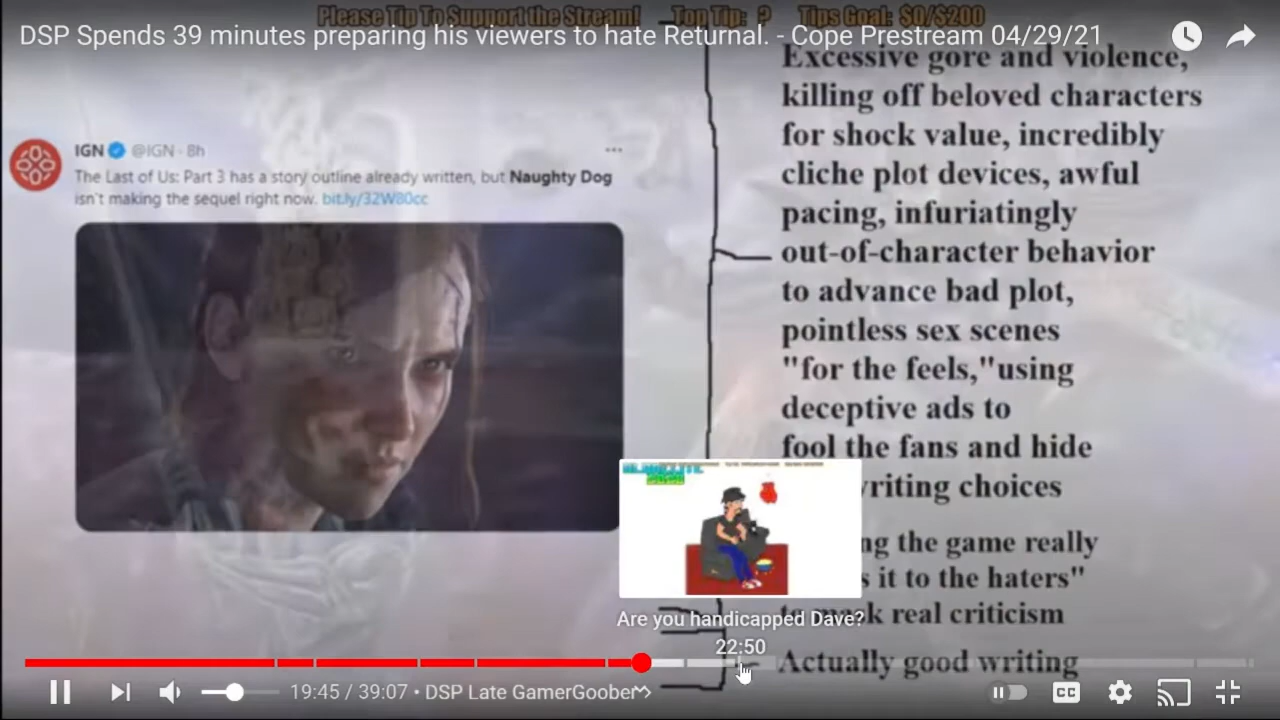 Please Tip To Support the Stream! Top Tip: ? Tips Goal: $0/$200
DSP Spends 39 minutes preparing his viewers to hate Returnal. - Cope Prestream 04/29/21
IGN @IGN · 8h
The Last of Us: Part 3 has a story outline already written, but Naughty Dog
isn't making the sequel right now. bit.ly/32W80cc
Excessive gore and violence,
killing off beloved characters
for shock value, incredibly
cliche plot devices, awful
pacing, infuriatingly
out-of-character behavior
to advance bad plot,
pointless sex scenes
"for the feels,"using
deceptive ads to
fool the fans and hide
riting choices
ng the game really
s it to the haters"
real criticism
Actually good writing
Are you handicapped Dave?
22:50
19:45 / 39:07 • DSP Late GamerGoober
CC